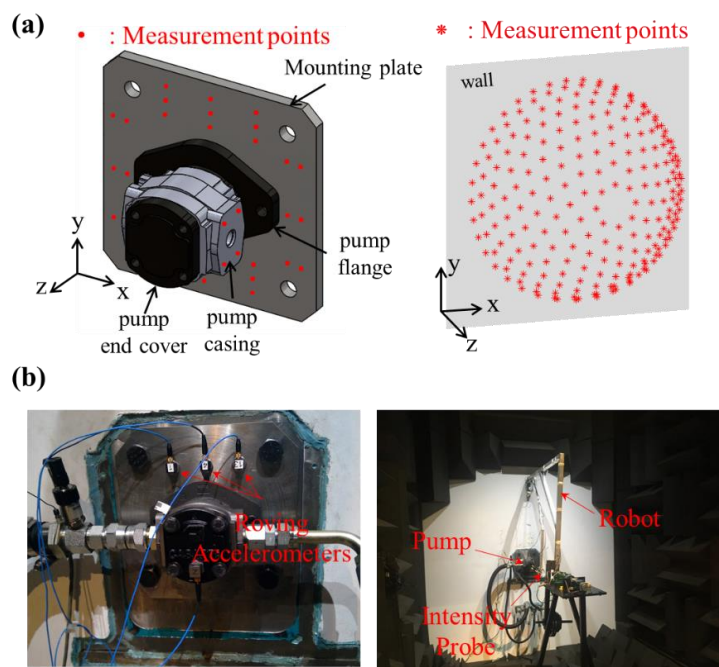 (a)
• : Measurement points
Mounting plate
y
z
x
pump
flange
pump
end cover
pump
casing
* : Measurement points
wall
y
x
z
(b)
Roving
Accelerometers
Robot
Pump
Intensity
Probe